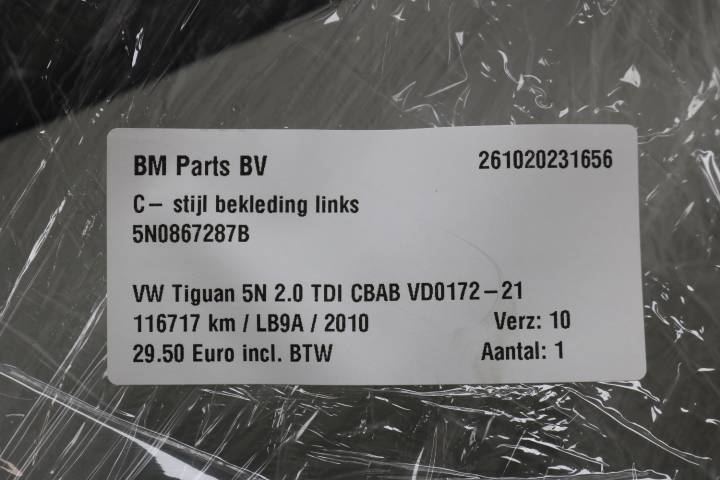 BM Parts BV 261020231656
C- stijl bekleding links
5N0867287B
VW Tiguan 5N 2.0 TDI CBAB VD0172-21
116717 km / LB9A / 2010 Verz: 10
29.50 Euro incl. BTW Aantal: 1